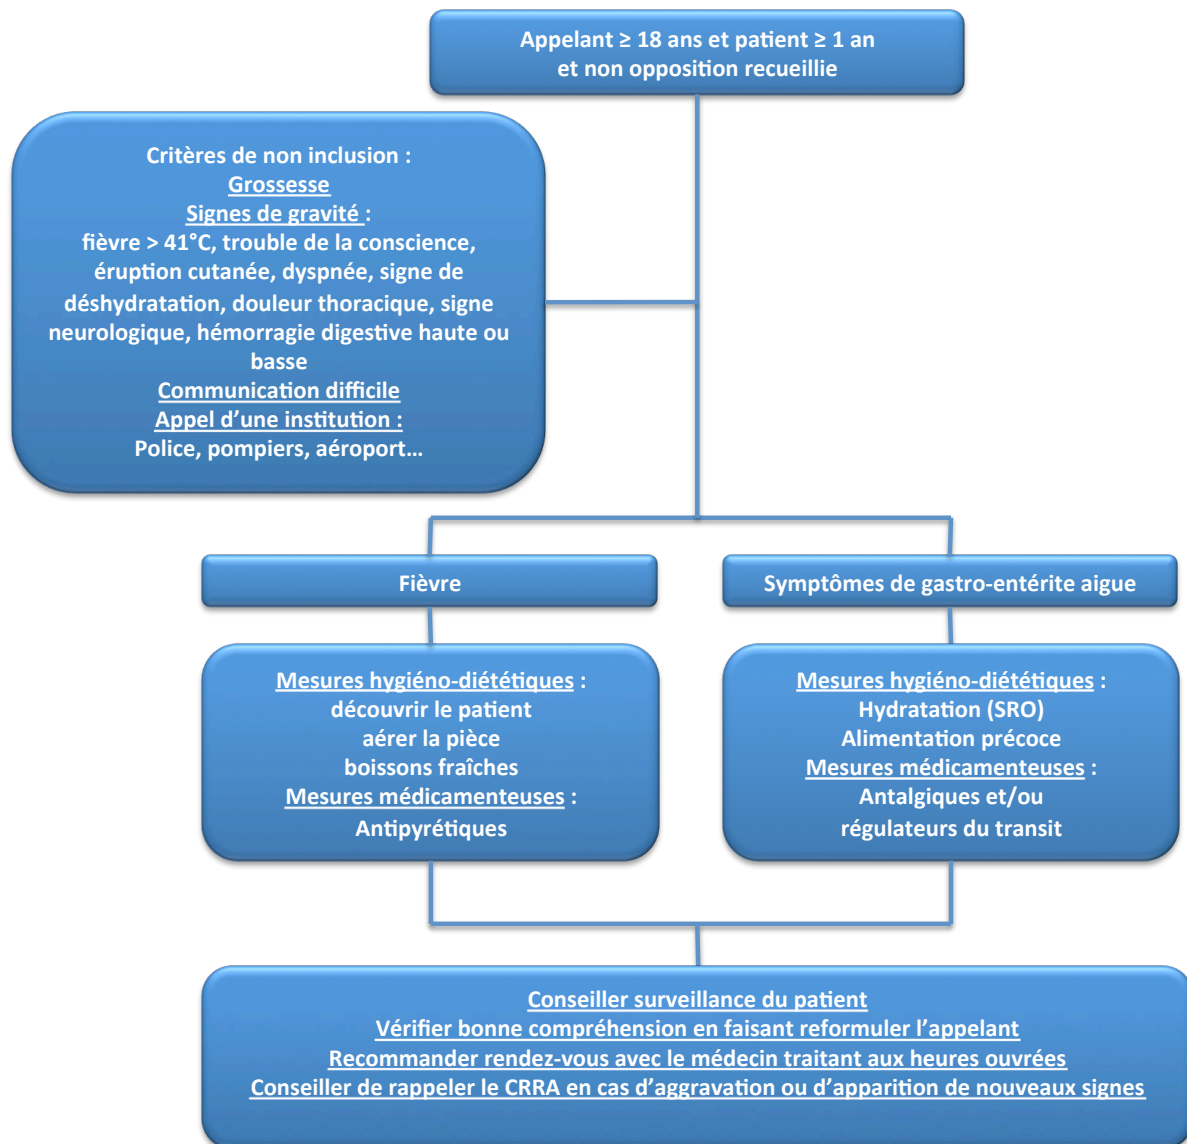 Appelant ≥ 18 ans et patient ≥ 1 an
et non opposition recueillie
Critères de non inclusion :
Grossesse
Signes de gravité :
fièvre > 41°C, trouble de la conscience,
éruption cutanée, dyspnée, signe de
déshydratation, douleur thoracique, signe
neurologique, hémorragie digestive haute ou
basse
Communication difficile
Appel d’une institution :
Police, pompiers, aéroport…
Fièvre
Mesures hygiéno-diététiques :
découvrir le patient
aérer la pièce
boissons fraîches
Mesures médicamenteuses :
Antipyrétiques
Symptômes de gastro-entérite aigue
Mesures hygiéno-diététiques :
Hydratation (SRO)
Alimentation précoce
Mesures médicamenteuses :
Antalgiques et/ou
régulateurs du transit
Conseiller surveillance du patient
Vérifier bonne compréhension en faisant reformuler l’appelant
Recommander rendez-vous avec le médecin traitant aux heures ouvrées
Conseiller de rappeler le CRRA en cas d’aggravation ou d’apparition de nouveaux signes